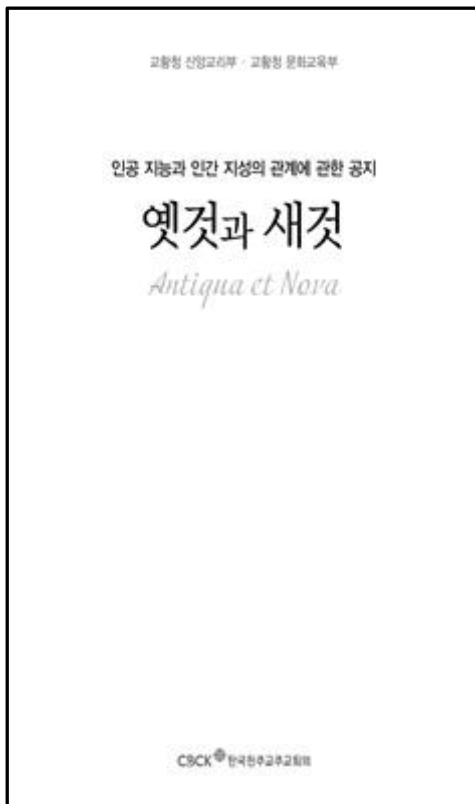 교황청 신앙교리부 · 교황청 문화교육부
인공 지능과 인간 지성의 관계에 관한 공지
옛것과 새것
Antiqua et Nova
CBCK 한국천주교주교회의